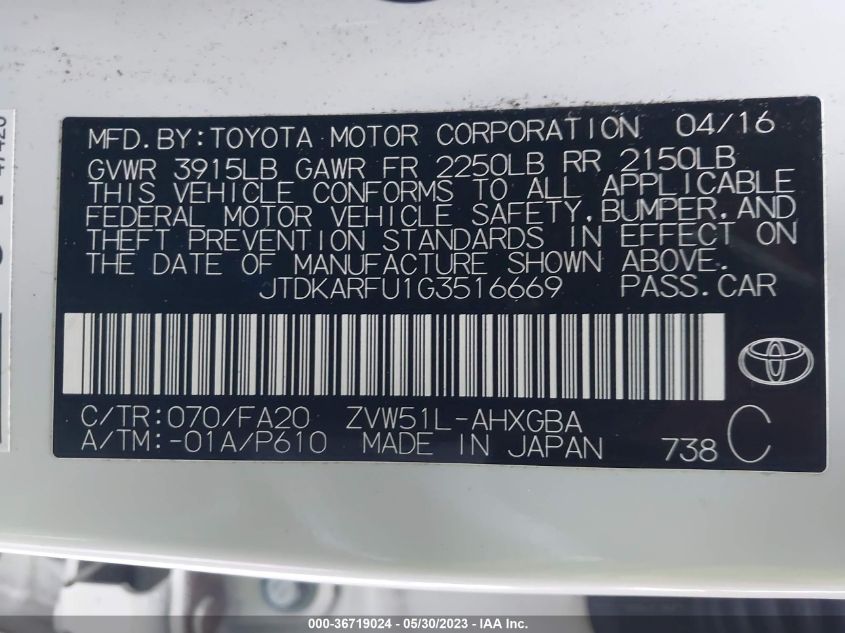 MFD.BY:TOYOTA MOTOR CORPORATION 04/16
GVWR 3915LB GAWR FR 2250LB RR 2150LB
THIS VEHICLE CONFORMS TO ALL APPLICABLE
FEDERAL MOTOR VEHICLE SAFETY,BUMPER,AND
THEFT PREVENTION STANDARDS IN EFFECT ON
THE DATE OF MANUFACTURE SHOWN ABOVE.
JTDKARFU1G3516669 PASS.CAR
C/TR:070/FA20 ZVW51L-AHXGBA
A/TM:-01A/P610 MADE IN JAPAN 738 C
000-36719024 - 05/30/2023 - IAA Inc.